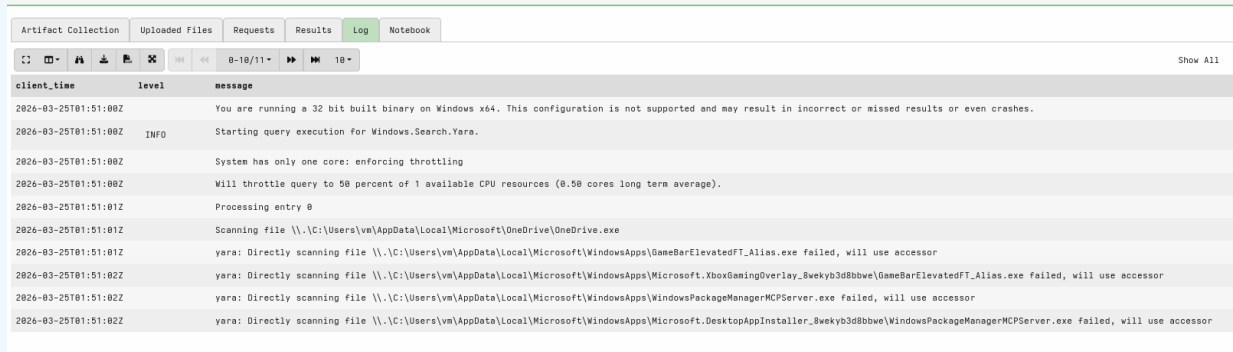 Artifact Collection Uploaded Files Requests Results Log Notebook
0-10/11 10 Show All
client_time level message
2026-03-25T01:51:00Z You are running a 32 bit built binary on Windows x64. This configuration is not supported and may result in incorrect or missed results or even crashes.
2026-03-25T01:51:00Z INFO Starting query execution for Windows.Search.Yara.
2026-03-25T01:51:00Z System has only one core: enforcing throttling
2026-03-25T01:51:00Z Will throttle query to 50 percent of 1 available CPU resources (0.50 cores long term average).
2026-03-25T01:51:01Z Processing entry 0
2026-03-25T01:51:01Z Scanning file \\.\C:\Users\vm\AppData\Local\Microsoft\OneDrive\OneDrive.exe
2026-03-25T01:51:01Z yara: Directly scanning file \\.\C:\Users\vm\AppData\Local\Microsoft\WindowsApps\GameBarElevatedFT_Alias.exe failed, will use accessor
2026-03-25T01:51:02Z yara: Directly scanning file \\.\C:\Users\vm\AppData\Local\Microsoft\WindowsApps\Microsoft.XboxGamingOverlay_8wekyb3d8bbwe\GameBarElevatedFT_Alias.exe failed, will use accessor
2026-03-25T01:51:02Z yara: Directly scanning file \\.\C:\Users\vm\AppData\Local\Microsoft\WindowsApps\WindowsPackageManagerMCPServer.exe failed, will use accessor
2026-03-25T01:51:02Z yara: Directly scanning file \\.\C:\Users\vm\AppData\Local\Microsoft\WindowsApps\Microsoft.DesktopAppInstaller_8wekyb3d8bbwe\WindowsPackageManagerMCPServer.exe failed, will use accessor